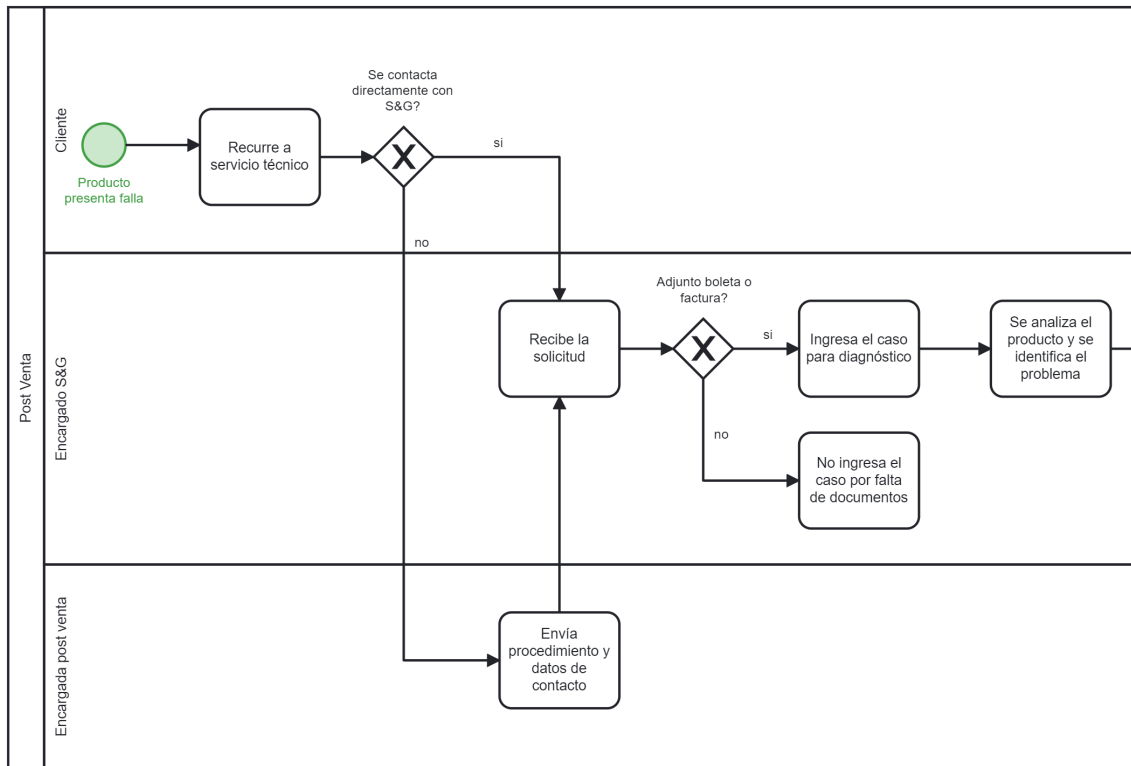 Post Venta
Cliente
Producto
presenta falla
Recurre a
servicio técnico
Se contacta
directamente con
S&G?
si
no
Encargado S&G
Recibe la
solicitud
Adjunto boleta o
factura?
si
no
Ingresa el caso
para diagnóstico
Se analiza el
producto y se
identifica el
problema
No ingresa el
caso por falta
de documentos
Encargada post venta
Envía
procedimiento y
datos de
contacto